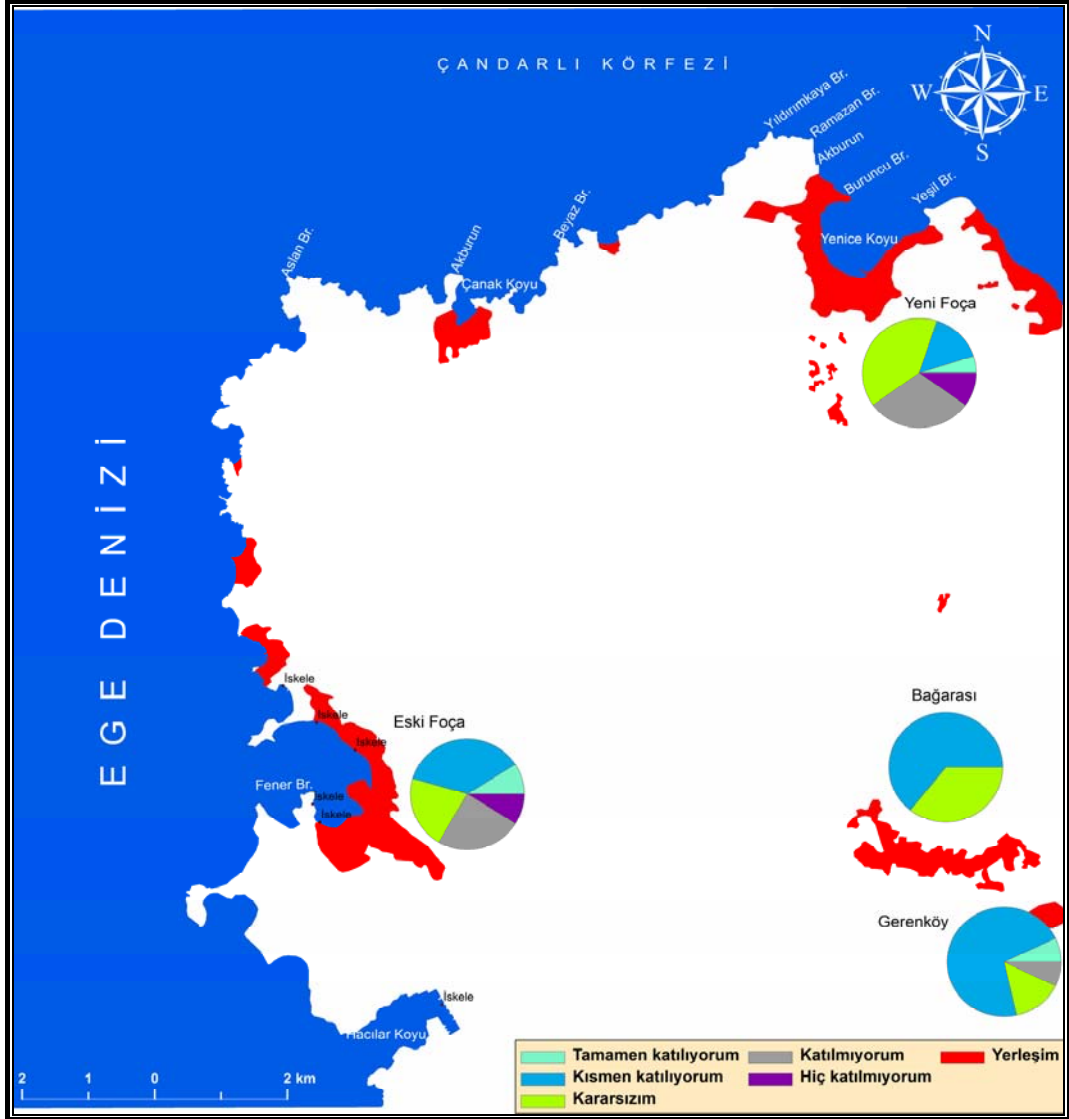 ÇANDARLI KÖRFEZİ
N
W E
S
Yıldırımkaya Br.
Ramazan Br.
Akburun
Buruncu Br.
Yeşil Br.
Yenice Koyu
Beyaz Br.
Akburun
Çanak Koyu
Aslan Br.
Yeni Foça
EGE DENİZİ
İskele
İskele
İskele
Eski Foça
Bağarası
Fener Br.
İskele
İskele
Gerenköy
İskele
Hacılar Koyu
2 1 0 2 km
Tamamen katılıyorum Katılmıyorum Yerleşim
Kısmen katılıyorum Hiç katılmıyorum
Kararsızım